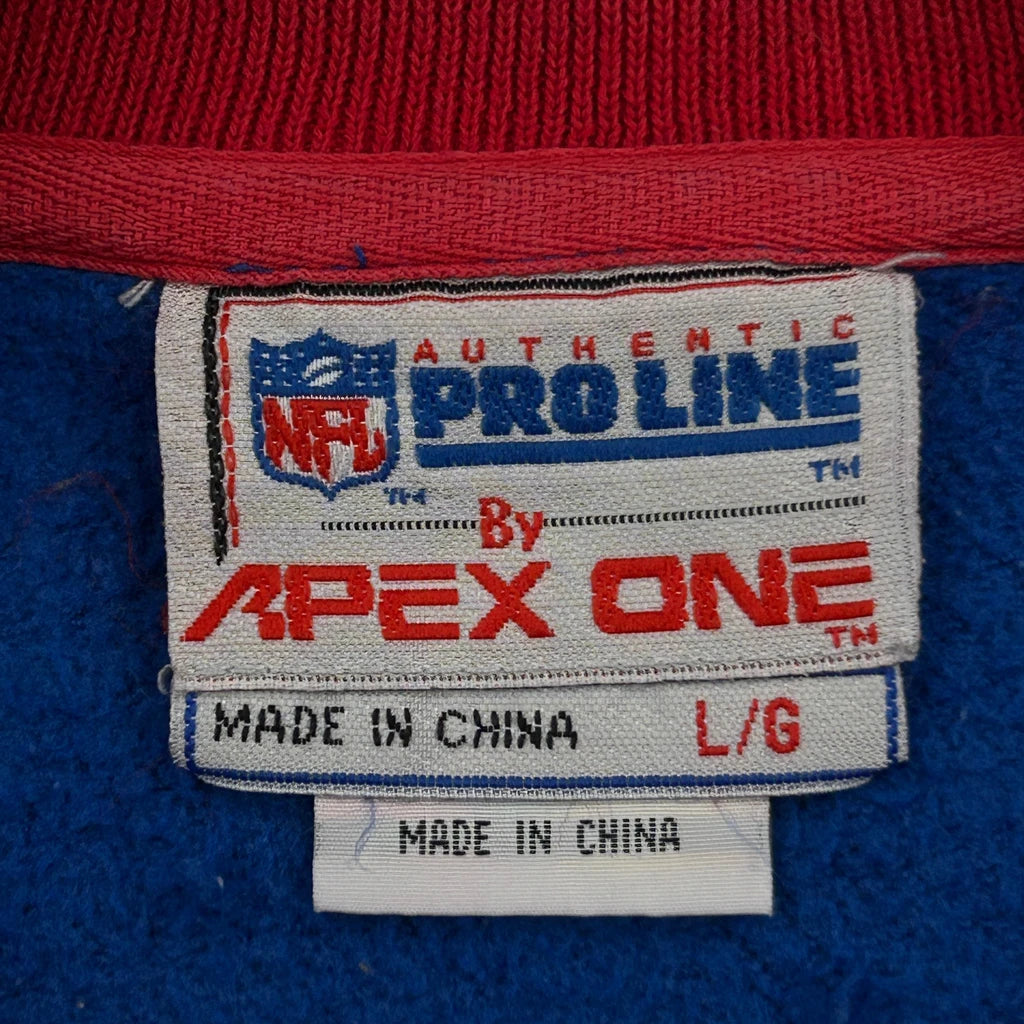 AUTHENTIC
NFL PRO LINE
TM TM
By
APEX ONE
TM
MADE IN CHINA L/G
MADE IN CHINA